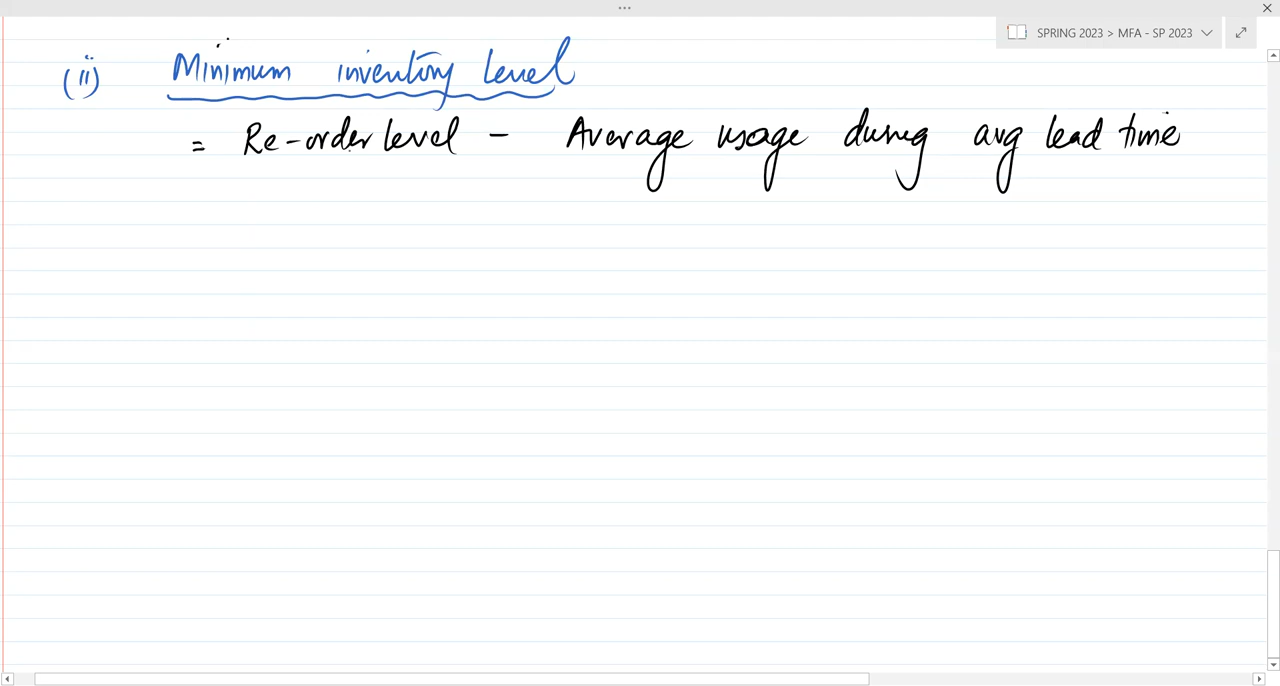 SPRING 2023 > MFA - SP 2023
(ii) Minimum inventory level
= Re-order level - Average usage during avg lead time